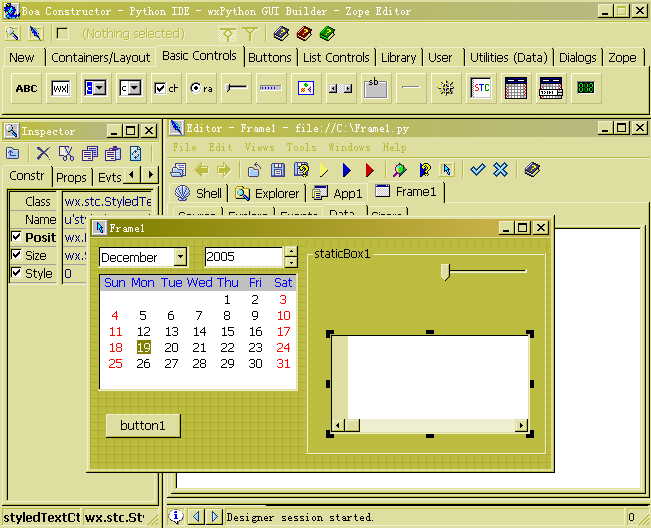 Boa Constructor - Python IDE - wxPython GUI Builder - Zope Editor
(Nothing selected)
New Containers/Layout Basic Controls Buttons List Controls Library User Utilities (Data) Dialogs Zope
ABC wx c c ch ra sb STC
Inspector
Constr Props Evts
Class wx.stc.StyledTe
Name u'st
Posit wx.
Size wx.S
Style 0
styledTextCt wx.stc.St
Editor - Frame1 - file://C:\Frame1.py
File Edit Views Tools Windows Help
Shell Explorer App1 Frame1
Source Explore Events Data Sizers
Frame1
December 2005
staticBox1
Sun Mon Tue Wed Thu Fri Sat
1 2 3
4 5 6 7 8 9 10
11 12 13 14 15 16 17
18 19 20 21 22 23 24
25 26 27 28 29 30 31
button1
Designer session started. 0